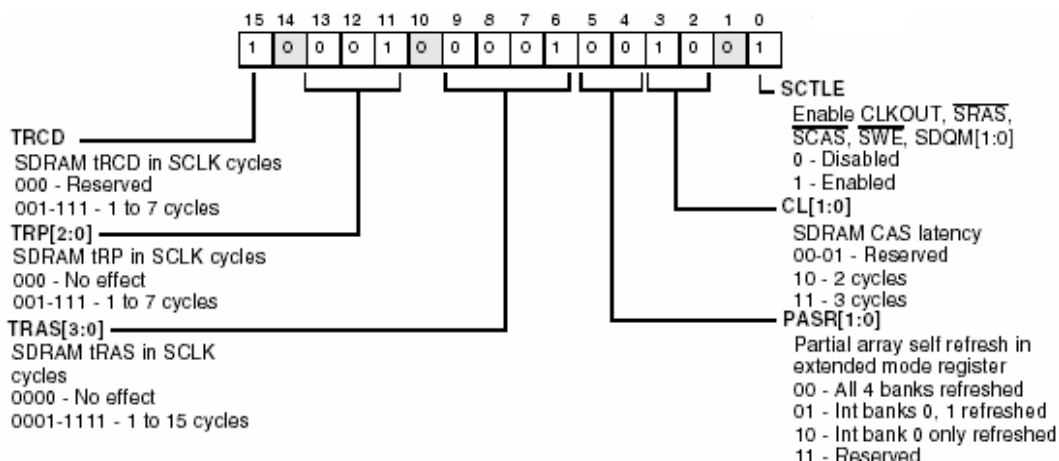 15 14 13 12 11 10 9 8 7 6 5 4 3 2 1 0
1 0 0 0 1 0 0 0 0 1 0 0 1 0 0 1
SCTLE
Enable CLKOUT, SRAS,
SCAS, SWE, SDQM[1:0]
0 - Disabled
1 - Enabled
TRCD
SDRAM tRCD in SCLK cycles
000 - Reserved
001-111 - 1 to 7 cycles
CL[1:0]
SDRAM CAS latency
00-01 - Reserved
10 - 2 cycles
11 - 3 cycles
TRP[2:0]
SDRAM tRP in SCLK cycles
000 - No effect
001-111 - 1 to 7 cycles
PASR[1:0]
Partial array self refresh in
extended mode register
00 - All 4 banks refreshed
01 - Int banks 0, 1 refreshed
10 - Int bank 0 only refreshed
11 - Reserved
TRAS[3:0]
SDRAM tRAS in SCLK
cycles
0000 - No effect
0001-1111 - 1 to 15 cycles